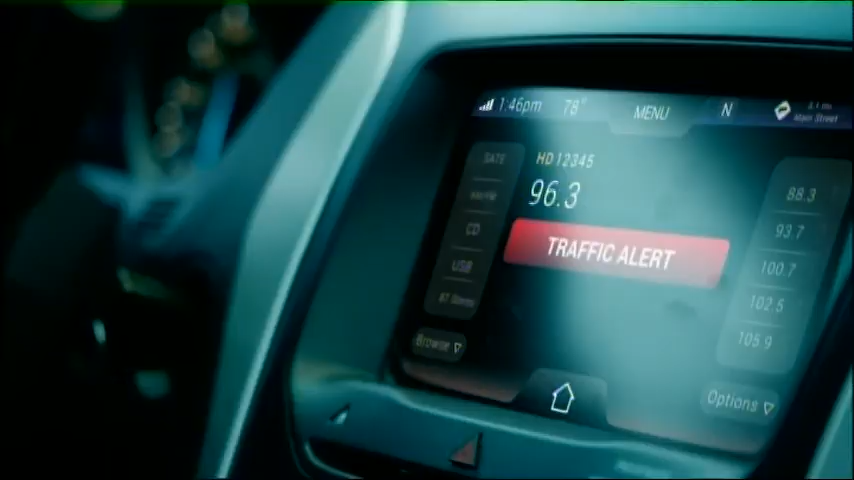 1:46pm 78° MENU N
Main Street
HD 12345
96.3
TRAFFIC ALERT
CD
USB
Browse
88.3
93.7
100.7
102.5
105.9
Options